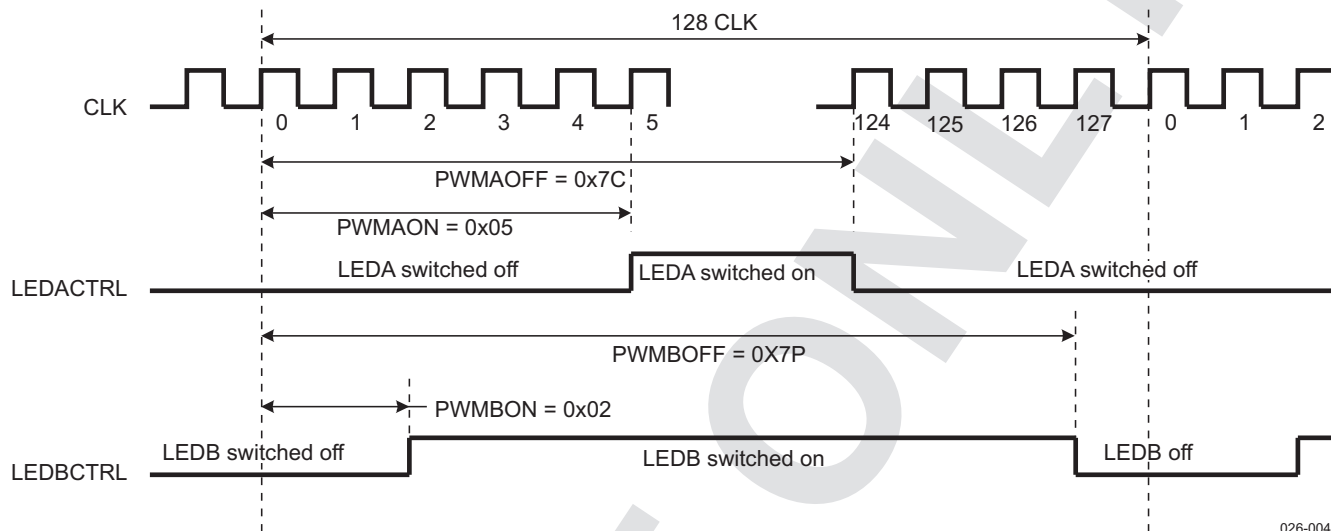 128 CLK
CLK
0 1 2 3 4 5 124 125 126 127 0 1 2
PWMAOFF = 0x7C
PWMAON = 0x05
LEDA switched off LEDA switched on LEDA switched off
LEDACTRL
PWMBOFF = 0X7P
PWMBON = 0x02
LEDB switched off LEDB switched on LEDB off
LEDBCTRL
026-004